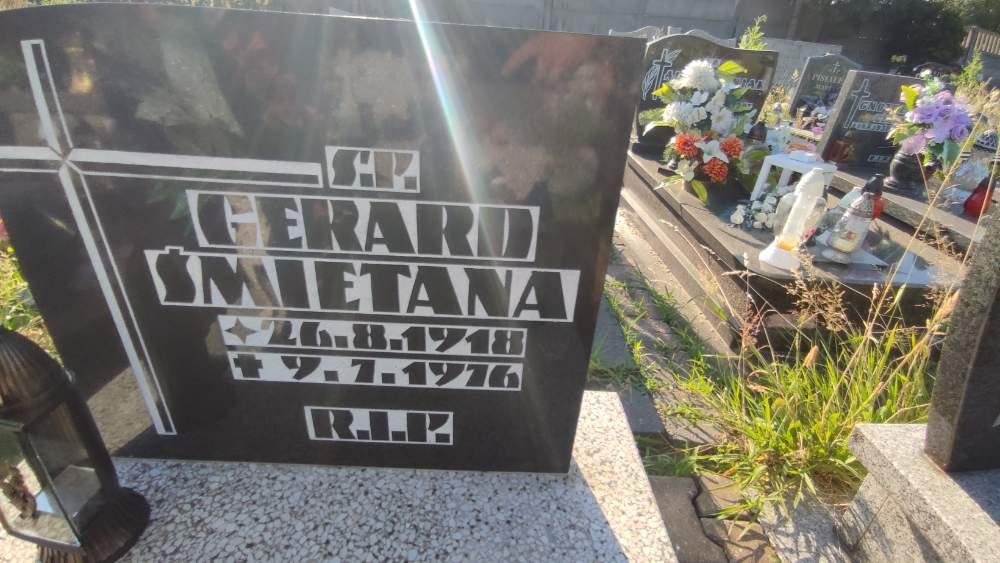 Ś.P.
GERARD
ŚMIETANA
26.8.1918
9.7.1976
R.I.P.